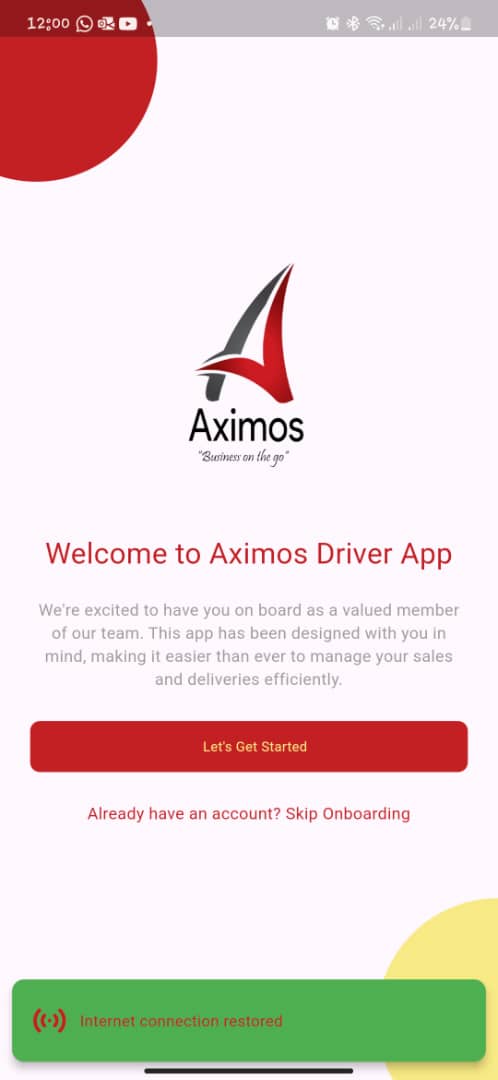 12:00 24%
Aximos
"Business on the go"
Welcome to Aximos Driver App
We're excited to have you on board as a valued member
of our team. This app has been designed with you in
mind, making it easier than ever to manage your sales
and deliveries efficiently.
Let's Get Started
Already have an account? Skip Onboarding
Internet connection restored